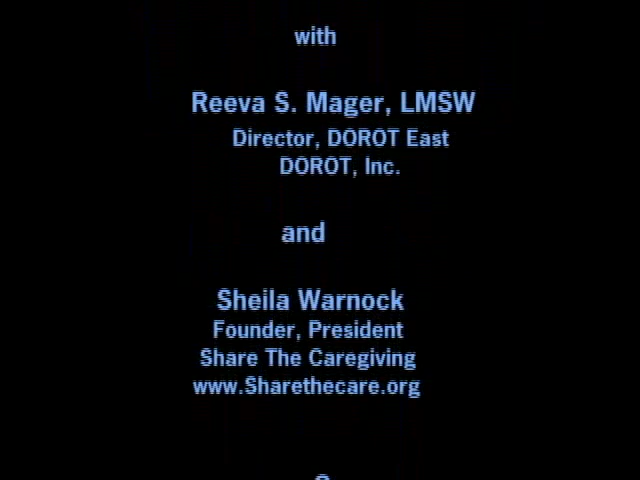 with
Reeva S. Mager, LMSW
Director, DOROT East
DOROT, Inc.
and
Sheila Warnock
Founder, President
Share The Caregiving
www.Sharethecare.org